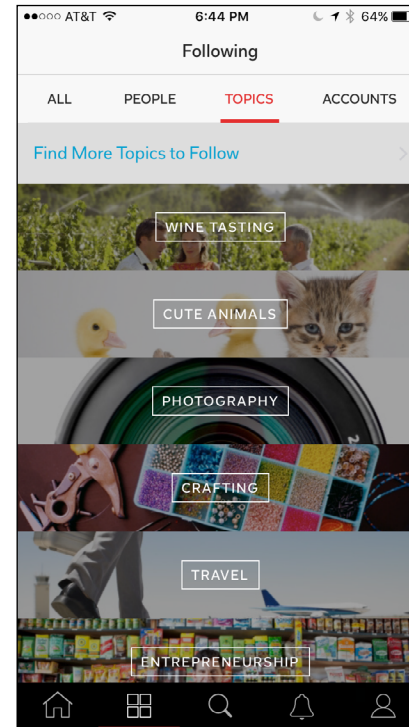 AT&T 6:44 PM 64%
Following
ALL PEOPLE TOPICS ACCOUNTS
Find More Topics to Follow
WINE TASTING
CUTE ANIMALS
PHOTOGRAPHY
CRAFTING
TRAVEL
ENTREPRENEURSHIP